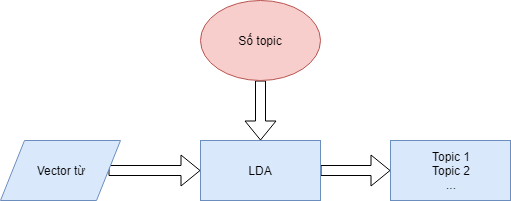 Số topic
Vector từ
LDA
Topic 1
Topic 2
...